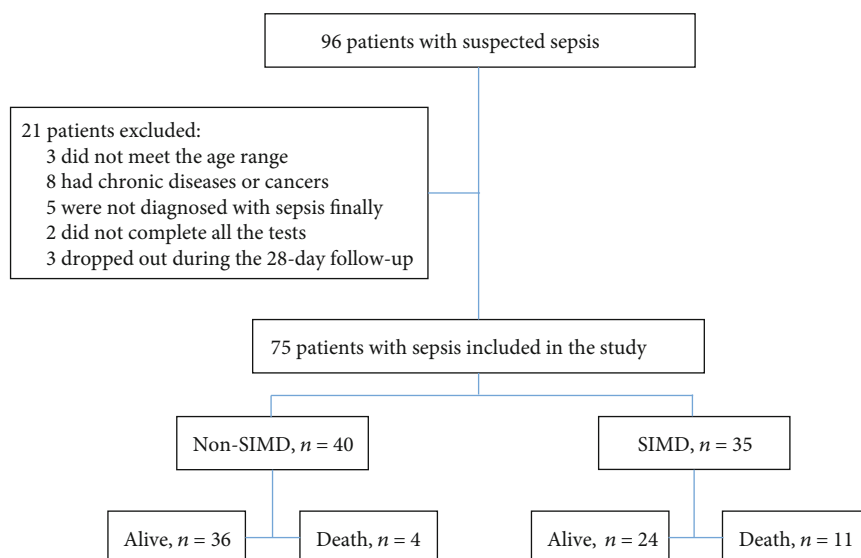 96 patients with suspected sepsis
21 patients excluded:
3 did not meet the age range
8 had chronic diseases or cancers
5 were not diagnosed with sepsis finally
2 did not complete all the tests
3 dropped out during the 28-day follow-up
75 patients with sepsis included in the study
Non-SIMD, n = 40
SIMD, n = 35
Alive, n = 36
Death, n = 4
Alive, n = 24
Death, n = 11